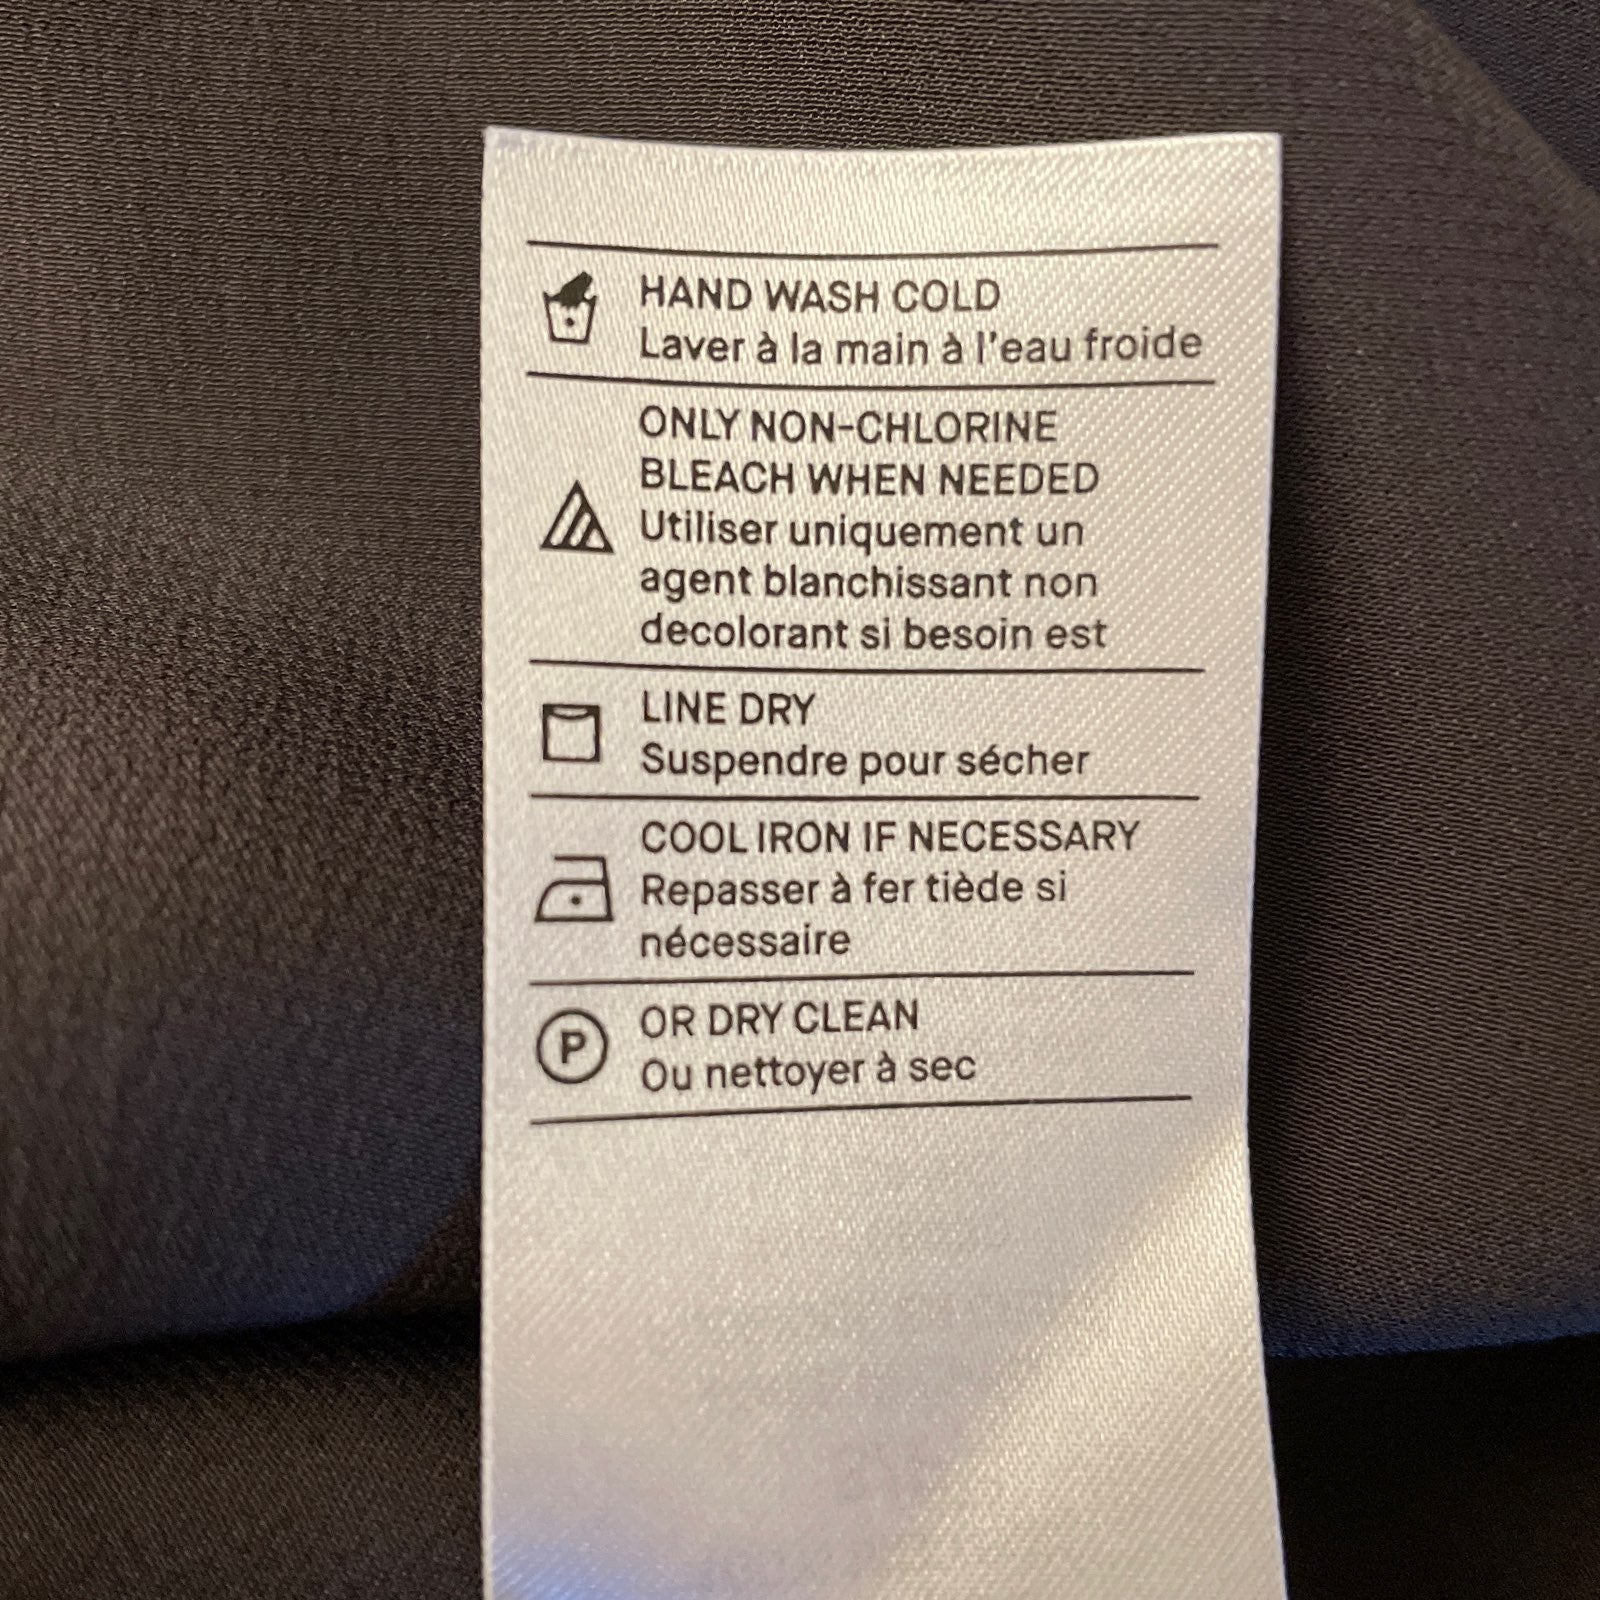 HAND WASH COLD
Laver à la main à l'eau froide
ONLY NON-CHLORINE
BLEACH WHEN NEEDED
Utiliser uniquement un
agent blanchissant non
decolorant si besoin est
LINE DRY
Suspendre pour sécher
COOL IRON IF NECESSARY
Repasser à fer tiède si
nécessaire
P
OR DRY CLEAN
Ou nettoyer à sec